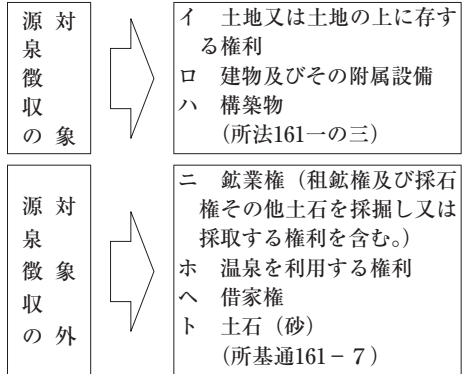 源泉徴収の
対象
イ　土地又は土地の上に存す
る権利
ロ　建物及びその附属設備
ハ　構築物
（所法161一の三）
源泉徴収の
対象外
ニ　鉱業権（租鉱権及び採石
権その他土石を採掘し又は
採取する権利を含む。）
ホ　温泉を利用する権利
ヘ　借家権
ト　土石（砂）
（所基通161－７）